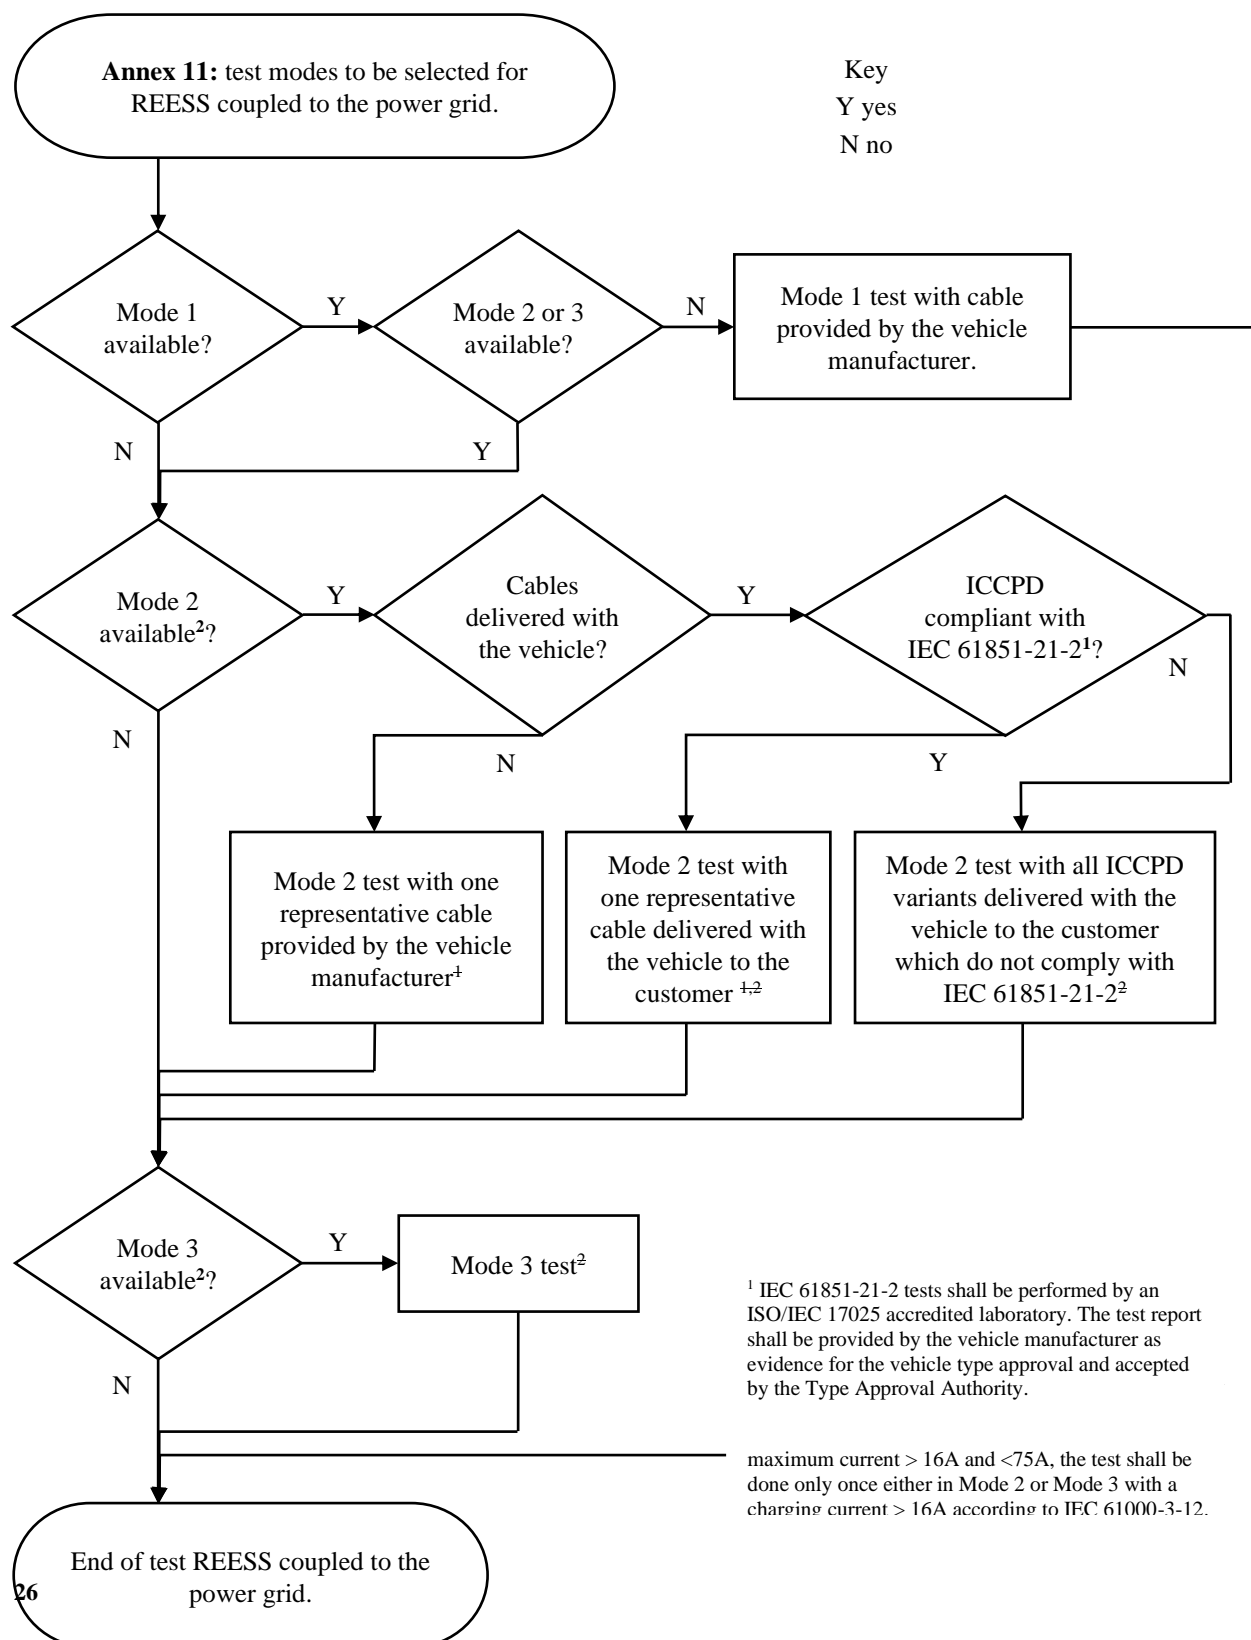 Annex 11: test modes to be selected for
REESS coupled to the power grid.
Key
Y yes
N no
Mode 1
available?
Y
Mode 2 or 3
available?
N
Mode 1 test with cable
provided by the vehicle
manufacturer.
N
Y
Mode 2
available²?
Y
Cables
delivered with
the vehicle?
Y
ICCPD
compliant with
IEC 61851-21-2¹?
N
N
N
Y
Mode 2 test with one
representative cable
provided by the vehicle
manufacturer¹
Mode 2 test with
one representative
cable delivered with
the vehicle to the
customer ¹,²
Mode 2 test with all ICCPD
variants delivered with the
vehicle to the customer
which do not comply with
IEC 61851-21-2²
Mode 3
available²?
Y
Mode 3 test²
N
¹ IEC 61851-21-2 tests shall be performed by an
ISO/IEC 17025 accredited laboratory. The test report
shall be provided by the vehicle manufacturer as
evidence for the vehicle type approval and accepted
by the Type Approval Authority.
maximum current > 16A and <75A, the test shall be
done only once either in Mode 2 or Mode 3 with a
charging current > 16A according to IEC 61000-3-12.
End of test REESS coupled to the
power grid.
26